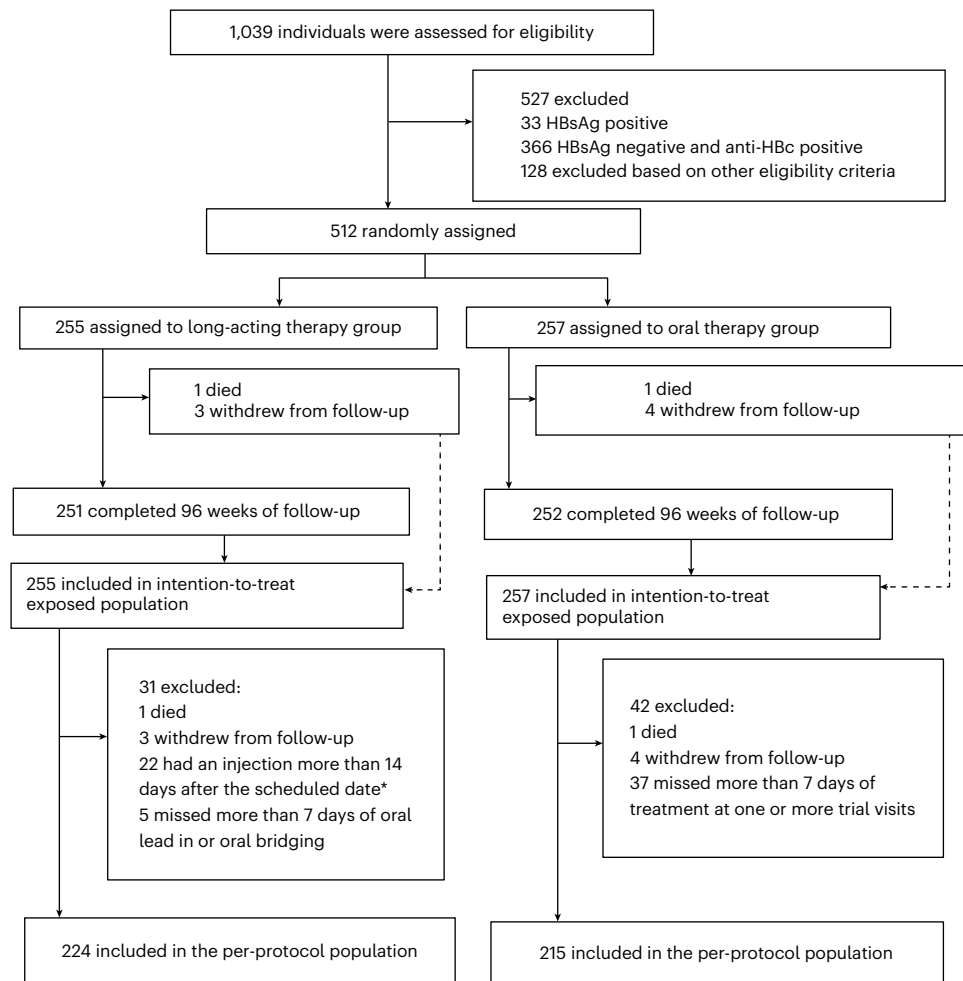 1,039 individuals were assessed for eligibility
527 excluded
33 HBsAg positive
366 HBsAg negative and anti-HBc positive
128 excluded based on other eligibility criteria
512 randomly assigned
255 assigned to long-acting therapy group
257 assigned to oral therapy group
1 died
3 withdrew from follow-up
1 died
4 withdrew from follow-up
251 completed 96 weeks of follow-up
252 completed 96 weeks of follow-up
255 included in intention-to-treat
exposed population
257 included in intention-to-treat
exposed population
31 excluded:
1 died
3 withdrew from follow-up
22 had an injection more than 14
days after the scheduled date*
5 missed more than 7 days of oral
lead in or oral bridging
42 excluded:
1 died
4 withdrew from follow-up
37 missed more than 7 days of
treatment at one or more trial visits
224 included in the per-protocol population
215 included in the per-protocol population